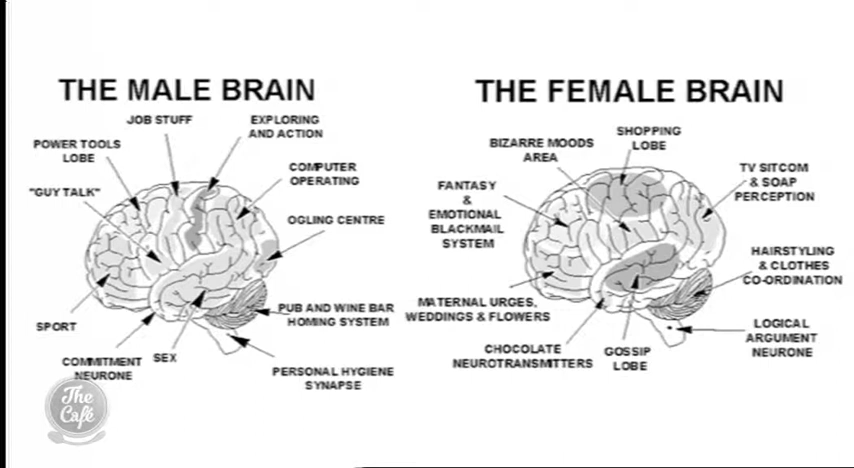 THE MALE BRAIN
JOB STUFF
EXPLORING
AND ACTION
POWER TOOLS
LOBE
COMPUTER
OPERATING
"GUY TALK"
OGLING CENTRE
PUB AND WINE BAR
HOMING SYSTEM
SPORT
COMMITMENT
NEURONE
SEX
PERSONAL HYGIENE
SYNAPSE
THE FEMALE BRAIN
SHOPPING
LOBE
BIZARRE MOODS
AREA
TV SITCOM
& SOAP
PERCEPTION
FANTASY
&
EMOTIONAL
BLACKMAIL
SYSTEM
HAIRSTYLING
& CLOTHES
CO-ORDINATION
MATERNAL URGES,
WEDDINGS & FLOWERS
LOGICAL
ARGUMENT
NEURONE
CHOCOLATE
NEUROTRANSMITTERS
GOSSIP
LOBE
The
Café